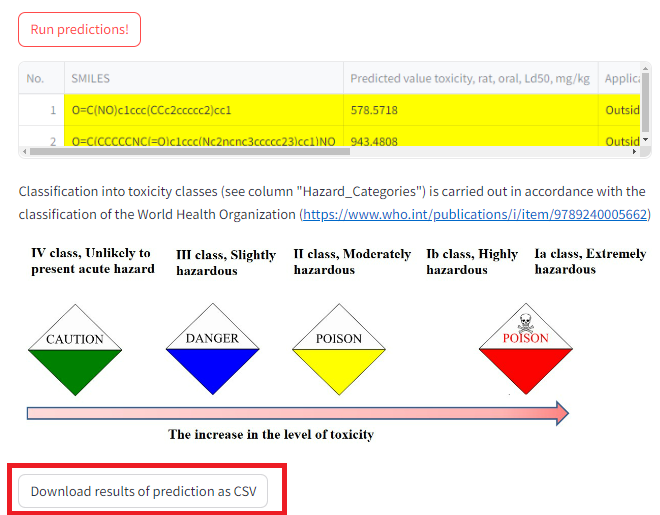 Run predictions!
No. SMILES Predicted value toxicity, rat, oral, Ld50, mg/kg Applica
1 O=C(NO)c1ccc(CCc2ccccc2)cc1 578.5718 Outsid
2 O=C(CCCCCNC(=O)c1ccc(Nc2ncnc3ccccc23)cc1)NO 943.4808 Outsid
Classification into toxicity classes (see column "Hazard_Categories") is carried out in accordance with the
classification of the World Health Organization (https://www.who.int/publications/i/item/9789240005662)
IV class, Unlikely to
present acute hazard
III class, Slightly
hazardous
II class, Moderately
hazardous
Ib class, Highly
hazardous
Ia class, Extremely
hazardous
CAUTION
DANGER
POISON
POISON
The increase in the level of toxicity
Download results of prediction as CSV